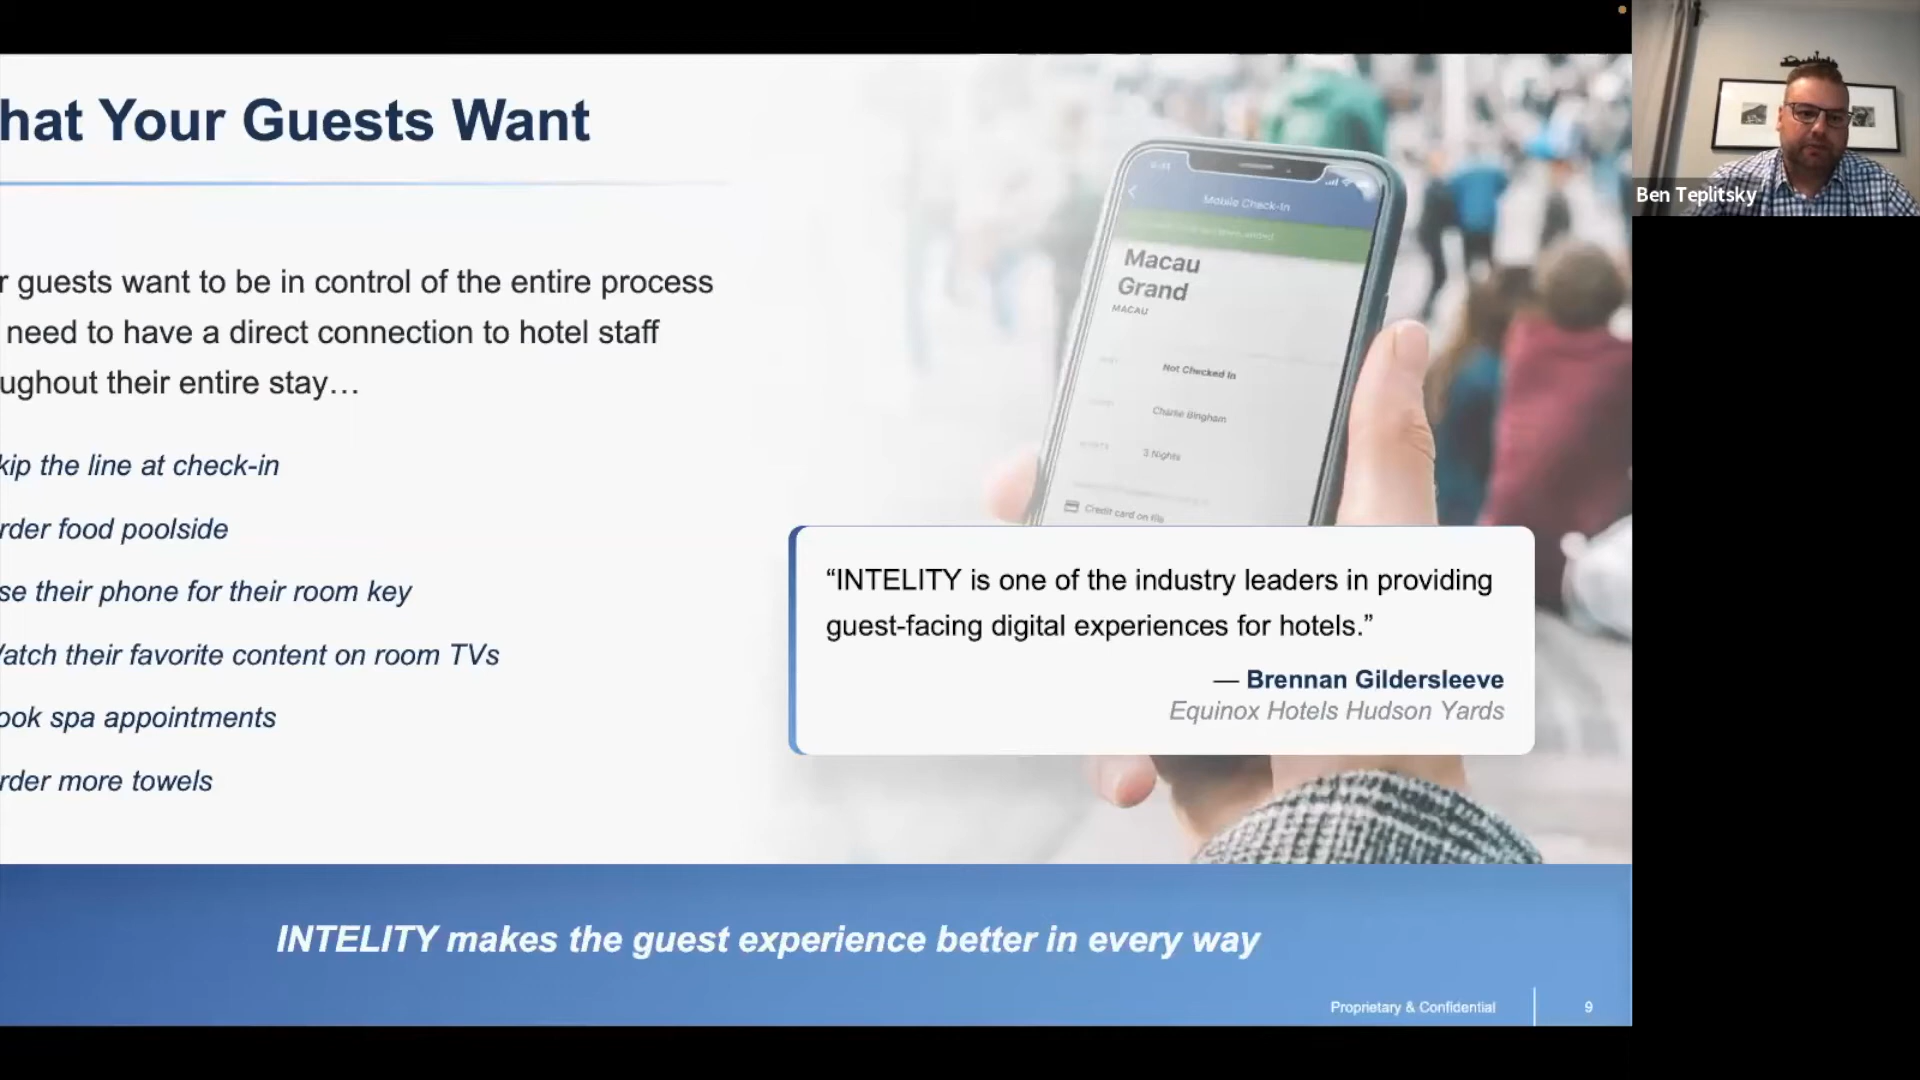 hat Your Guests Want
r guests want to be in control of the entire process
need to have a direct connection to hotel staff
ughout their entire stay…
kip the line at check-in
rder food poolside
se their phone for their room key
atch their favorite content on room TVs
ook spa appointments
rder more towels
Mobile Check-In
Macau
Grand
MACAU
Not Checked In
Charlie Bingham
3 Nights
Credit card on file
“INTELITY is one of the industry leaders in providing
guest-facing digital experiences for hotels.”
— Brennan Gildersleeve
Equinox Hotels Hudson Yards
INTELITY makes the guest experience better in every way
Proprietary & Confidential
9
Ben Teplitsky